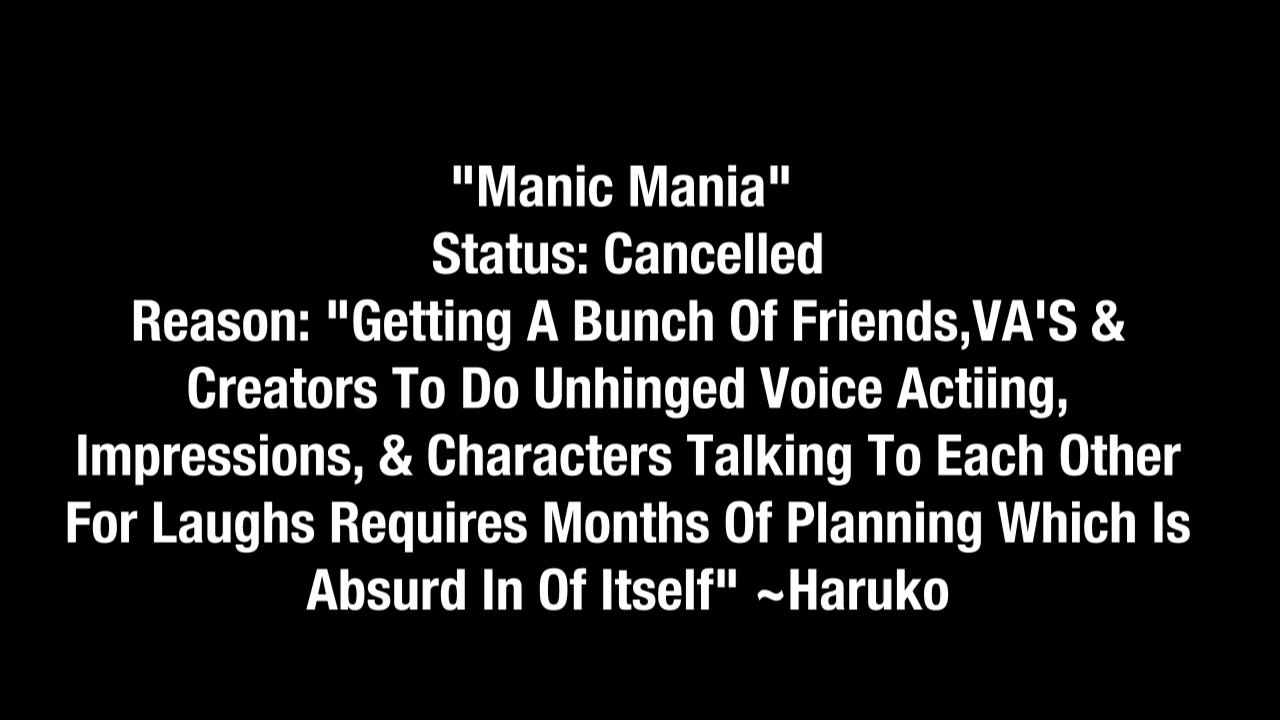 "Manic Mania"
Status: Cancelled
Reason: "Getting A Bunch Of Friends,VA'S &
Creators To Do Unhinged Voice Actiing,
Impressions, & Characters Talking To Each Other
For Laughs Requires Months Of Planning Which Is
Absurd In Of Itself" ~Haruko